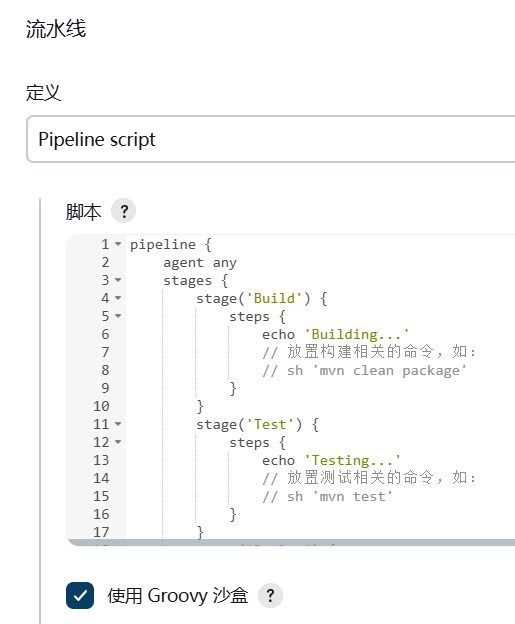 流水线
定义
Pipeline script
脚本 ?
1 pipeline {
2     agent any
3     stages {
4         stage('Build') {
5             steps {
6                 echo 'Building...'
7                 // 放置构建相关的命令，如：
8                 // sh 'mvn clean package'
9             }
10         }
11         stage('Test') {
12             steps {
13                 echo 'Testing...'
14                 // 放置测试相关的命令，如：
15                 // sh 'mvn test'
16             }
17         }
使用 Groovy 沙盒 ?